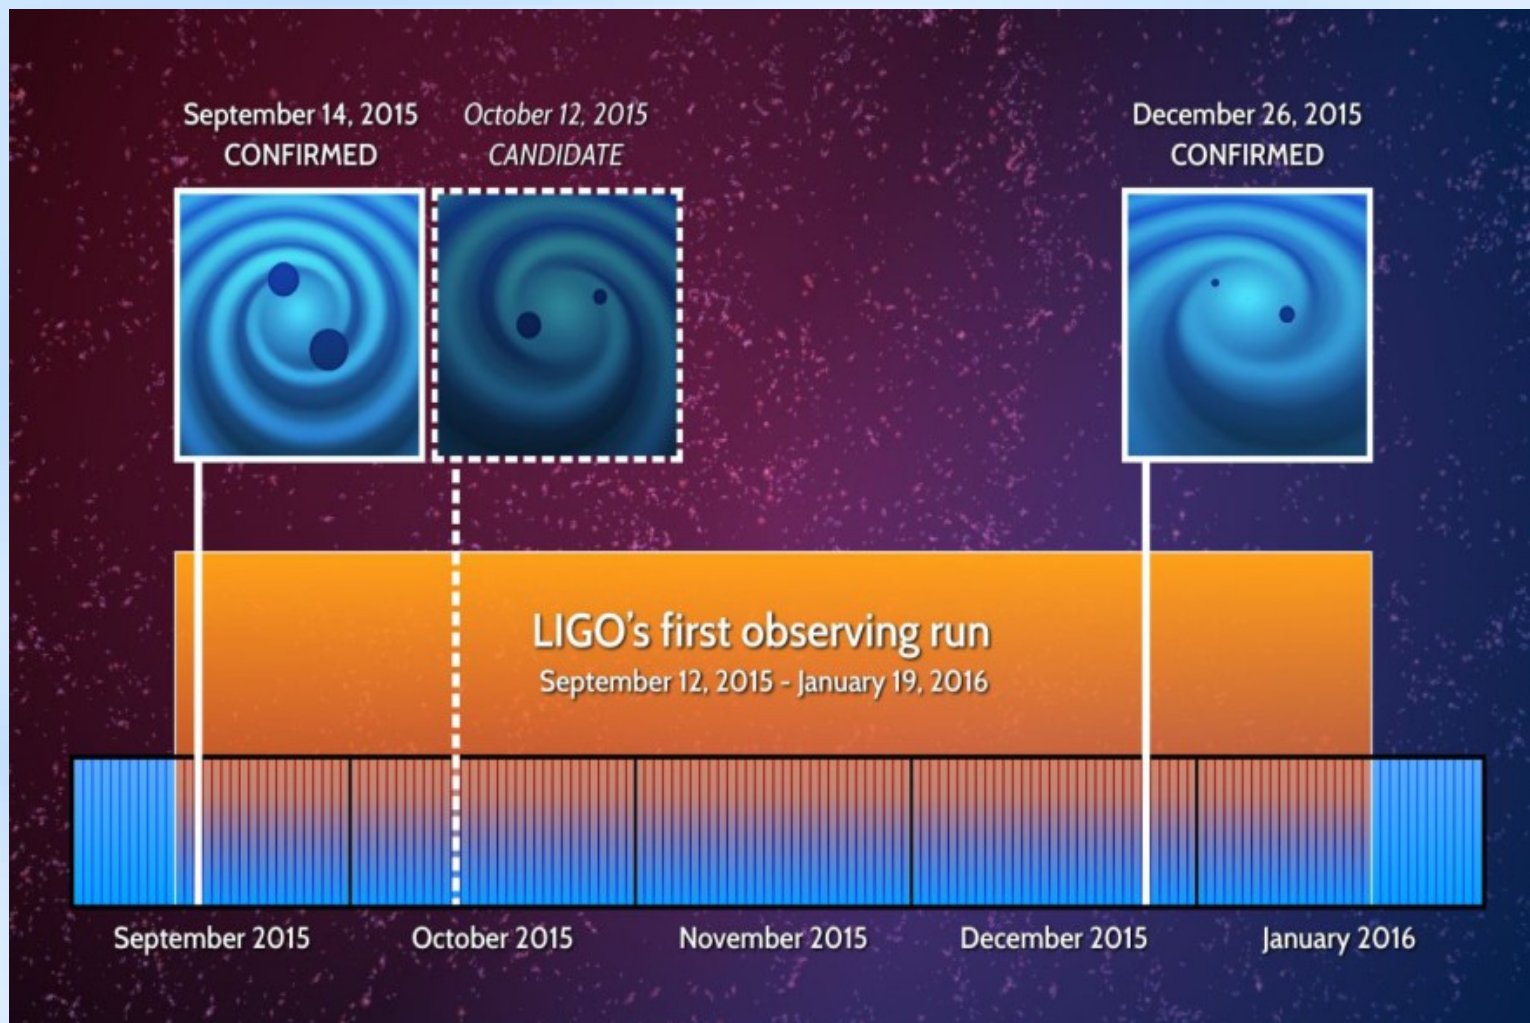 September 14, 2015
CONFIRMED
October 12, 2015
CANDIDATE
December 26, 2015
CONFIRMED
LIGO's first observing run
September 12, 2015 - January 19, 2016
September 2015
October 2015
November 2015
December 2015
January 2016